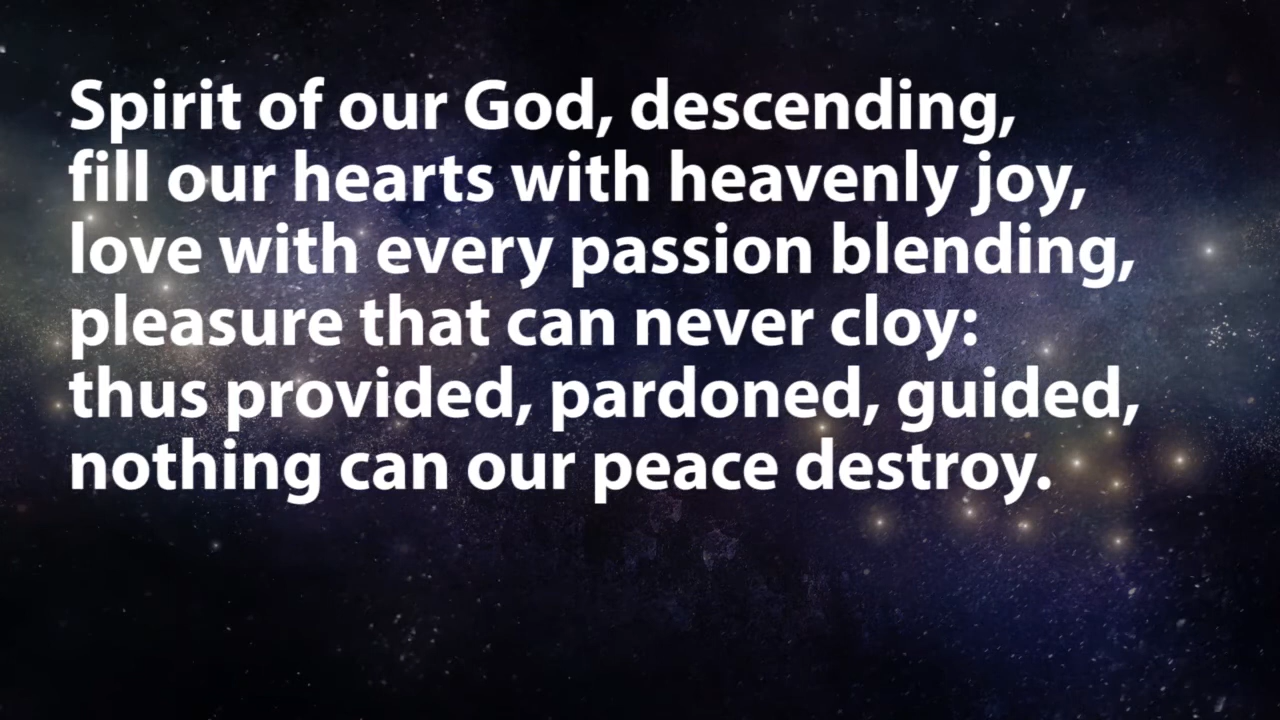 Spirit of our God, descending,
fill our hearts with heavenly joy,
love with every passion blending,
pleasure that can never cloy:
thus provided, pardoned, guided,
nothing can our peace destroy.